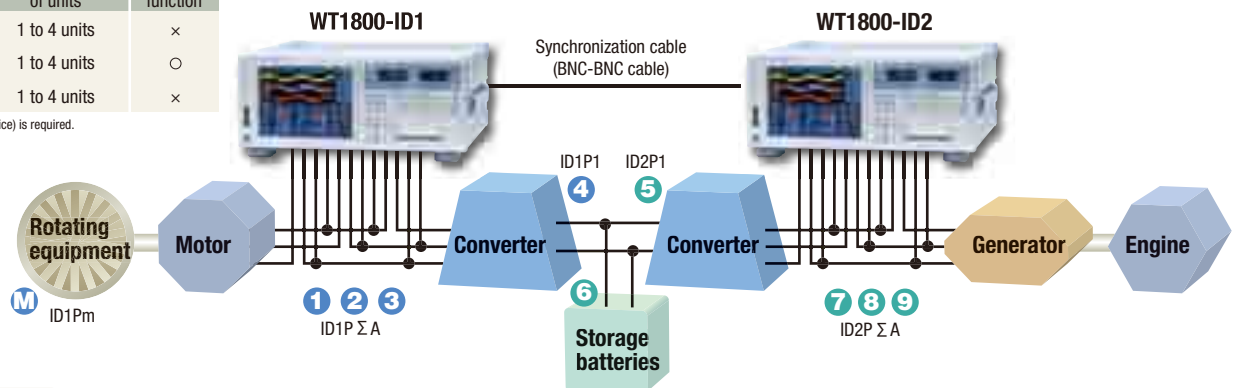 of units function
1 to 4 units ×
1 to 4 units ○
1 to 4 units ×
ice) is required.
WT1800-ID1
WT1800-ID2
Synchronization cable
(BNC-BNC cable)
ID1P1 ID2P1
4 5
Rotating
equipment
Motor
Converter
Converter
Generator
Engine
M
ID1Pm
1 2 3
ID1P Σ A
6
Storage
batteries
7 8 9
ID2P Σ A